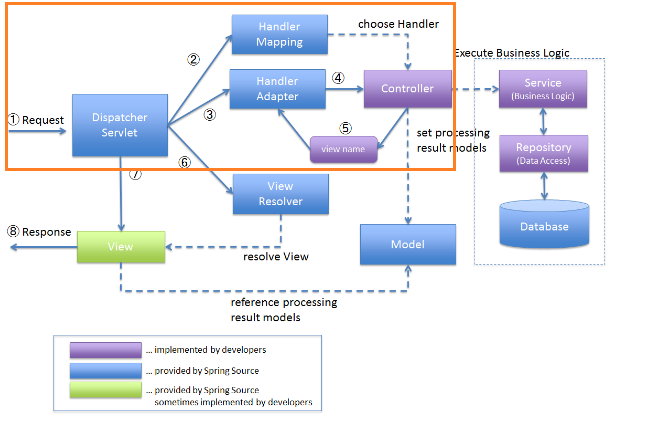 choose Handler
Handler
Mapping
②
Execute Business Logic
Handler
Adapter
④
Controller
Service
(Business Logic)
① Request
Dispatcher
Servlet
③
⑤
view name
set processing
result models
Repository
(Data Access)
⑥
⑦
View
Resolver
⑧ Response
View
resolve View
Model
Database
reference processing
result models
... implemented by developers
... provided by Spring Source
... provided by Spring Source
sometimes implemented by developers